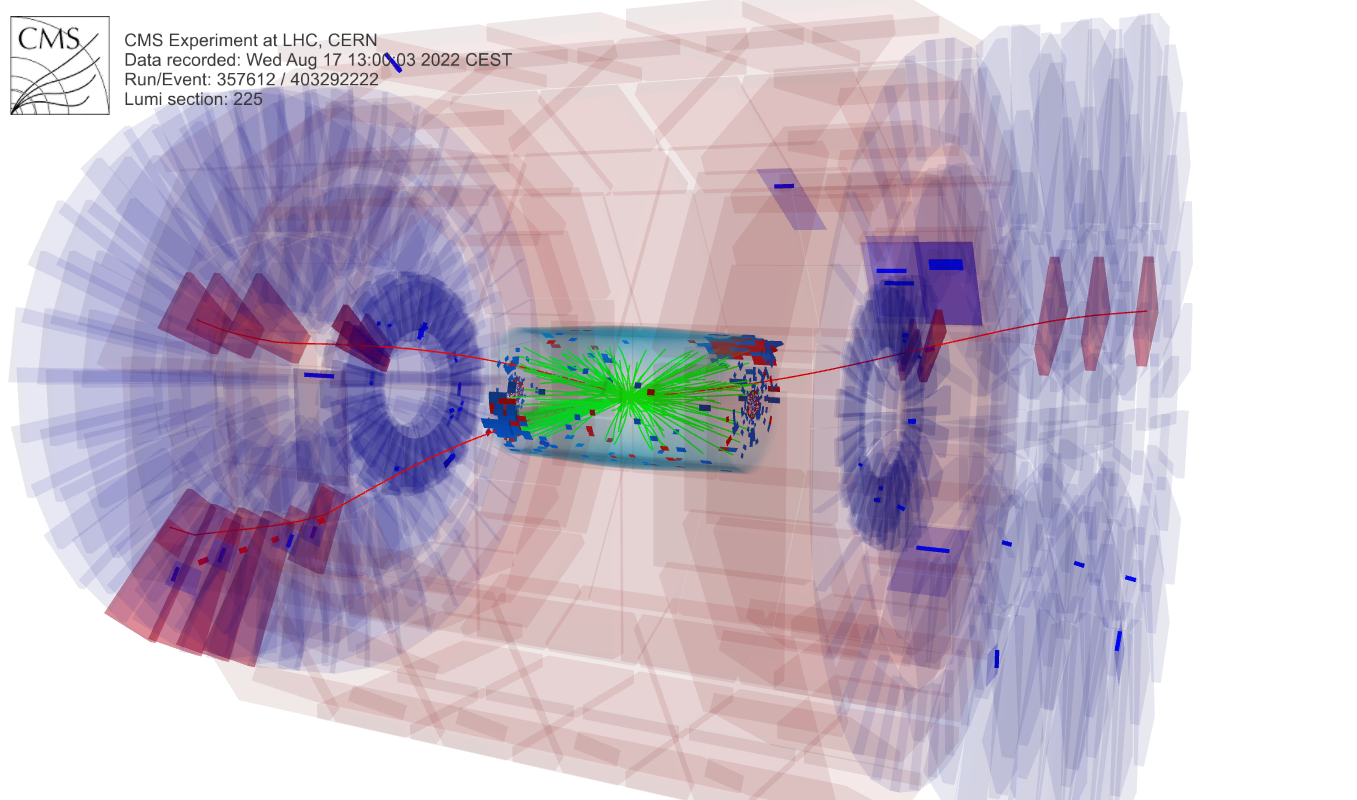 CMS
CMS Experiment at LHC, CERN
Data recorded: Wed Aug 17 13:00:03 2022 CEST
Run/Event: 357612 / 403292222
Lumi section: 225